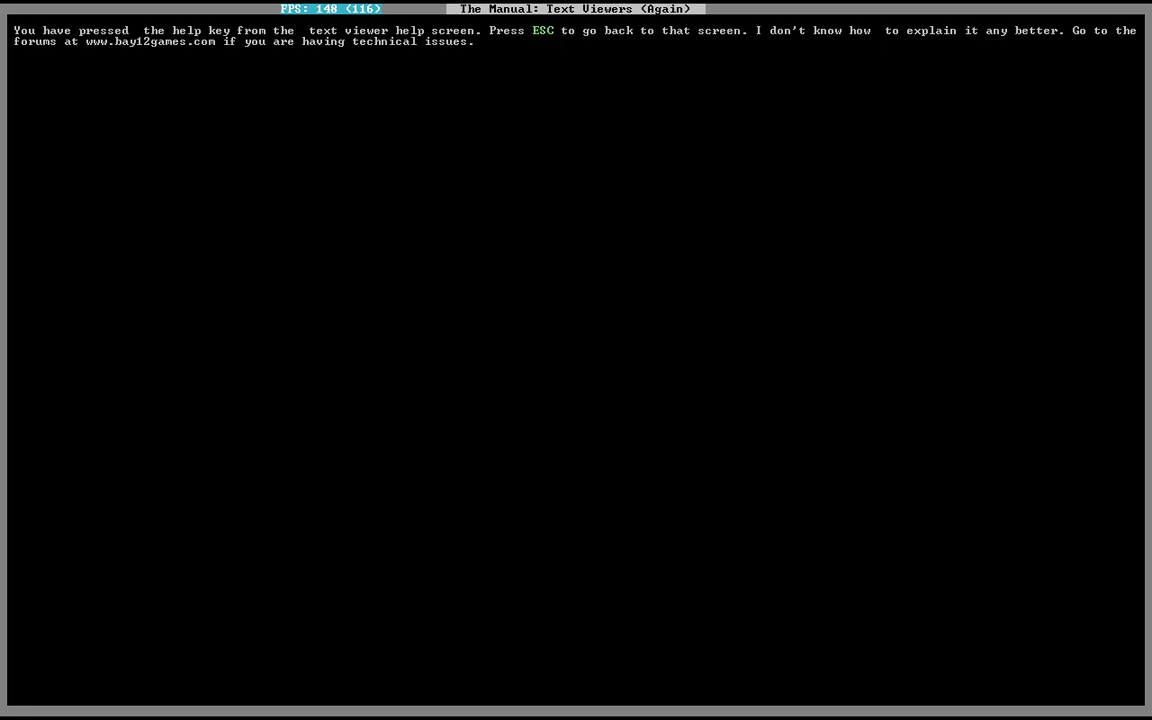 FPS: 148 (116) The Manual: Text Viewers (Again)
You have pressed  the help key from the  text viewer help screen. Press ESC to go back to that screen. I don't know how  to explain it any better. Go to the
forums at www.bay12games.com if you are having technical issues.